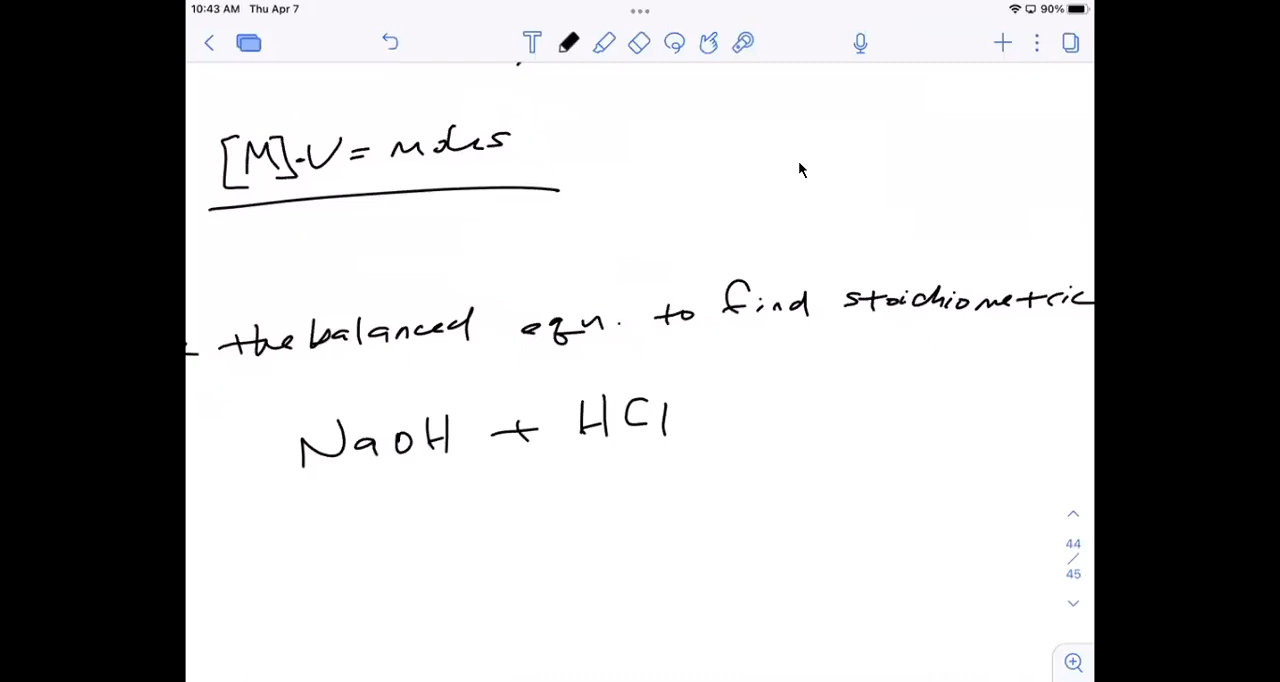 10:43 AM Thu Apr 7
90%
[M]·V = moles
the balanced eqn. to find stoichiometric
NaOH + HCl
44
45